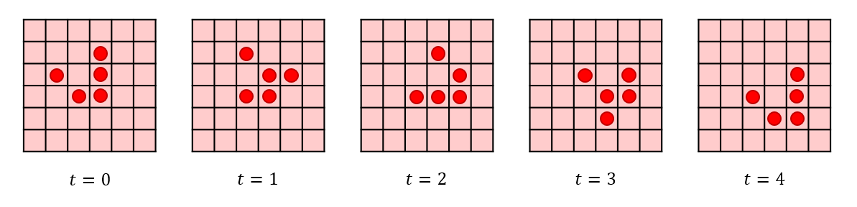 t = 0
t = 1
t = 2
t = 3
t = 4